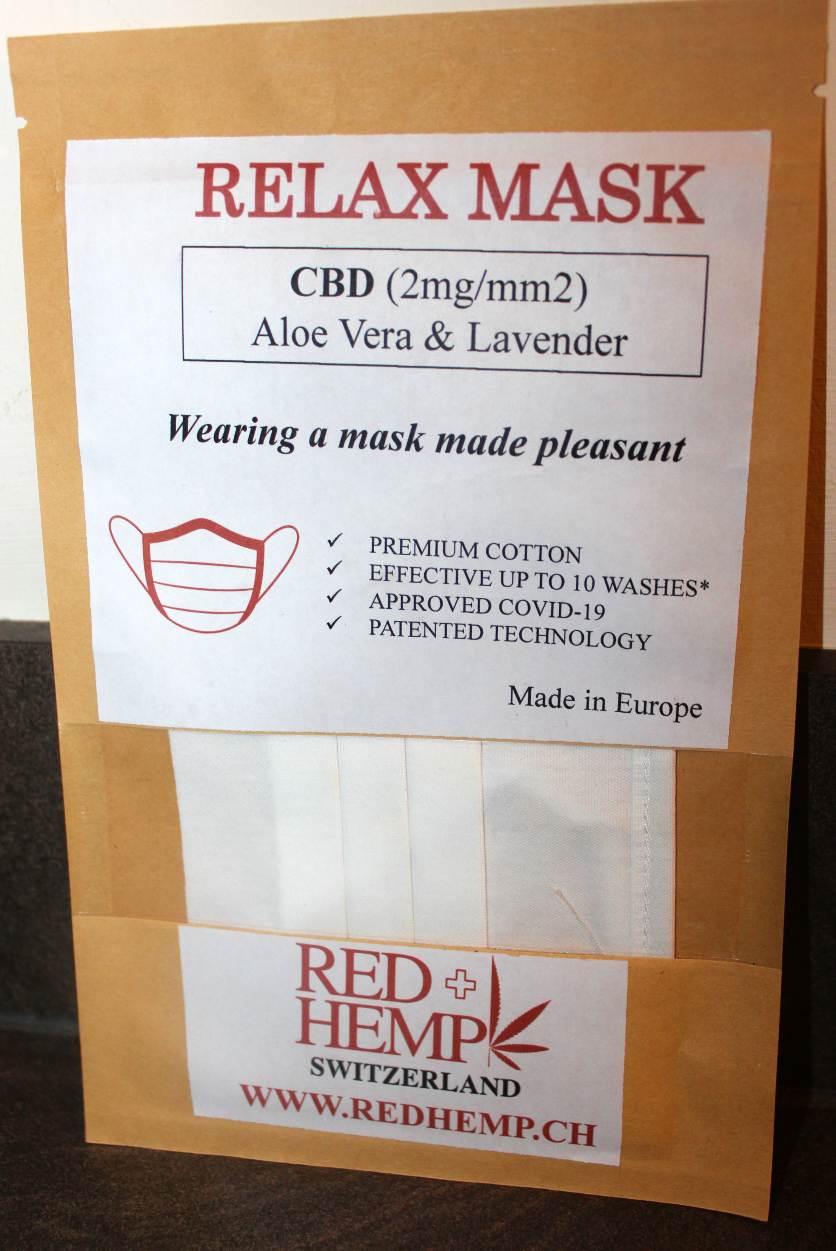 RELAX MASK
CBD (2mg/mm2)
Aloe Vera & Lavender
Wearing a mask made pleasant
✓ PREMIUM COTTON
✓ EFFECTIVE UP TO 10 WASHES*
✓ APPROVED COVID-19
✓ PATENTED TECHNOLOGY
Made in Europe
RED
HEMP
SWITZERLAND
WWW.REDHEMP.CH